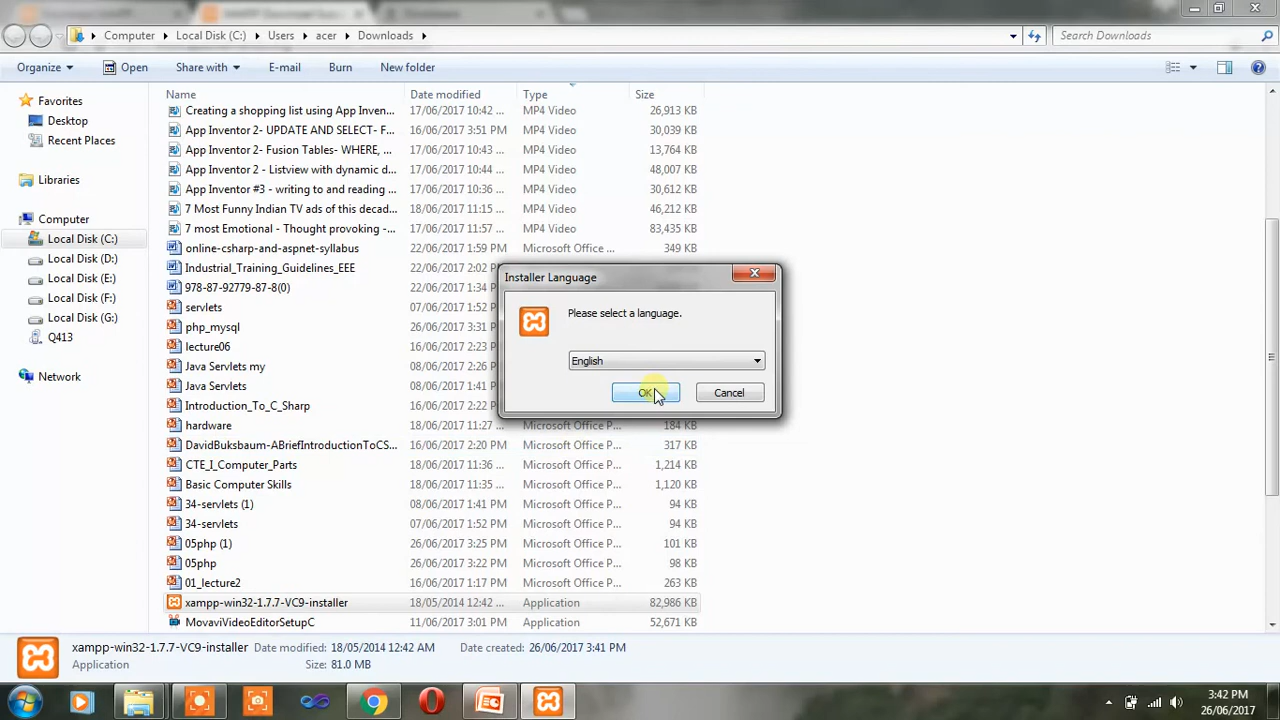 Computer Local Disk (C:) Users acer Downloads Search Downloads
Organize Open Share with E-mail Burn New folder
Name Date modified Type Size
Favorites
Desktop
Recent Places
Libraries
Computer
Local Disk (C:)
Local Disk (D:)
Local Disk (E:)
Local Disk (F:)
Local Disk (G:)
Q413
Network
Creating a shopping list using App Inven... 17/06/2017 10:42 ... MP4 Video 26,913 KB
App Inventor 2- UPDATE AND SELECT- F... 16/06/2017 3:51 PM MP4 Video 30,039 KB
App Inventor 2- Fusion Tables- WHERE, ... 17/06/2017 10:43 ... MP4 Video 13,764 KB
App Inventor 2 - Listview with dynamic d... 17/06/2017 10:44 ... MP4 Video 48,007 KB
App Inventor #3 - writing to and reading ... 17/06/2017 10:36 ... MP4 Video 30,612 KB
7 Most Funny Indian TV ads of this decad... 18/06/2017 11:15 ... MP4 Video 46,212 KB
7 most Emotional - Thought provoking -... 17/06/2017 11:57 ... MP4 Video 83,435 KB
online-csharp-and-aspnet-syllabus 22/06/2017 1:59 PM Microsoft Office ... 349 KB
Industrial_Training_Guidelines_EEE 22/06/2017
978-87-92779-87-8(0) 22/06/2017 1:34
servlets 07/06/2017 1:52
php_mysql 26/06/2017 3:31
lecture06 16/06/2017 2:23
Java Servlets my 07/06/2017
Java Servlets 08/06/2017 1:41
Introduction_To_C_Sharp 16/06/2017
hardware 18/06/2017 11:27 ... Microsoft Office P... 184 KB
DavidBuksbaum-ABriefIntroductionToCS... 16/06/2017 2:20 PM Microsoft Office P... 317 KB
CTE_I_Computer_Parts 18/06/2017 11:36 ... Microsoft Office P... 1,214 KB
Basic Computer Skills 18/06/2017 11:35 ... Microsoft Office P... 1,120 KB
34-servlets (1) 08/06/2017 1:41 PM Microsoft Office P... 94 KB
34-servlets 07/06/2017 1:52 PM Microsoft Office P... 94 KB
05php (1) 26/06/2017 3:25 PM Microsoft Office P... 101 KB
05php 26/06/2017 3:22 PM Microsoft Office P... 98 KB
01_lecture2 16/06/2017 1:17 PM Microsoft Office P... 263 KB
xampp-win32-1.7.7-VC9-installer 18/05/2014 12:42 ... Application 82,986 KB
MovaviVideoEditorSetupC 11/06/2017 3:01 PM Application 52,671 KB
Installer Language
Please select a language.
English
OK Cancel
xampp-win32-1.7.7-VC9-installer Date modified: 18/05/2014 12:42 AM Date created: 26/06/2017 3:41 PM
Application Size: 81.0 MB
3:42 PM
26/06/2017